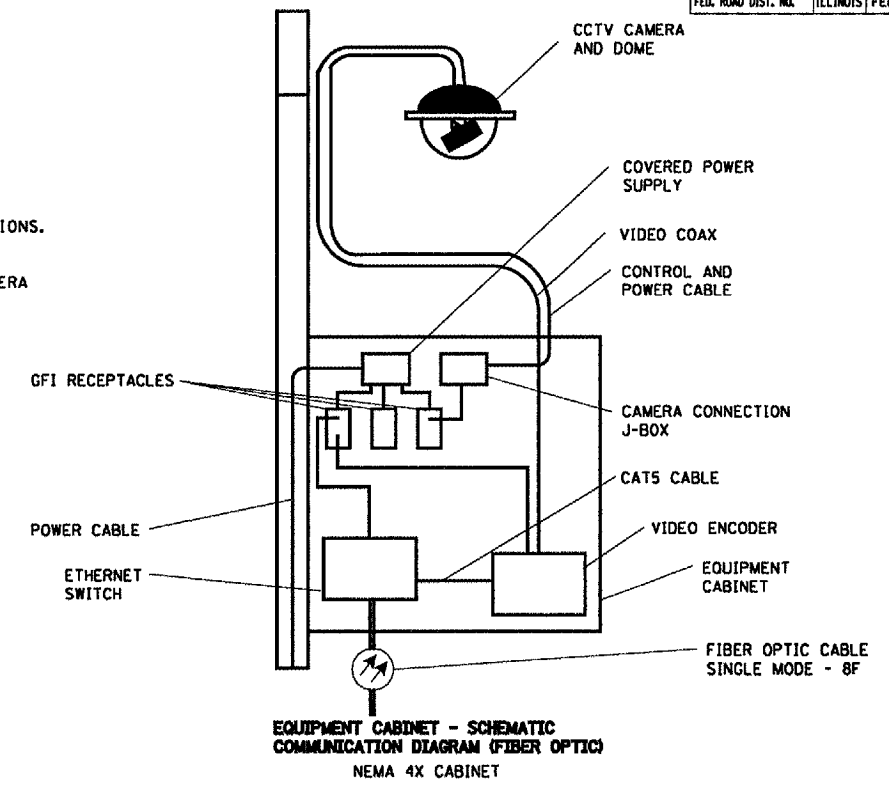 FED. ROAD DIST. NO. ILLINOIS
CCTV CAMERA
AND DOME
COVERED POWER
SUPPLY
IONS.
VIDEO COAX
ERA
CONTROL AND
POWER CABLE
GFI RECEPTACLES
CAMERA CONNECTION
J-BOX
CAT5 CABLE
POWER CABLE
VIDEO ENCODER
ETHERNET
SWITCH
EQUIPMENT
CABINET
FIBER OPTIC CABLE
SINGLE MODE - 8F
EQUIPMENT CABINET - SCHEMATIC
COMMUNICATION DIAGRAM (FIBER OPTIC)
NEMA 4X CABINET